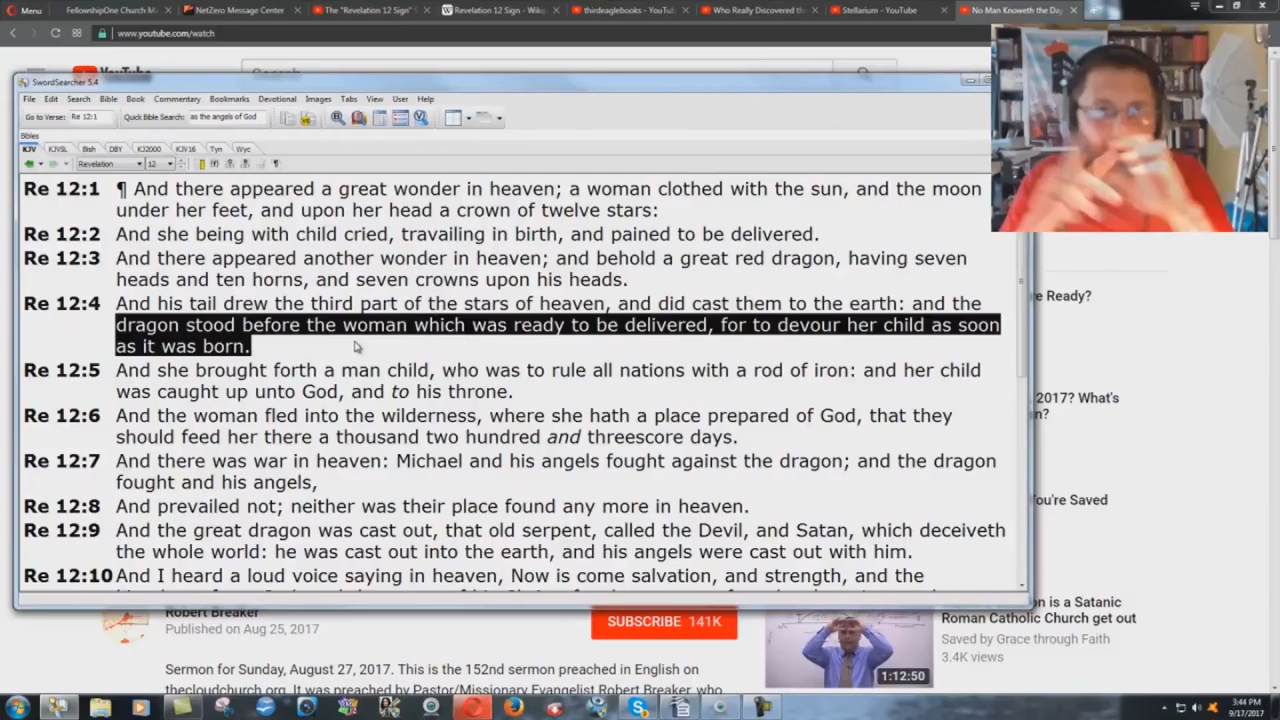 Menu
FellowshipOne Church M
NetZero Message Center
The "Revelation 12 Sign" S
Revelation 12 Sign - Wik
thirdeaglebooks - YouTu
Who Really Discovered th
Stellarium - YouTube
No Man Knoweth the Da
www.youtube.com/watch
SwordSearcher 5.4
File Edit Search Bible Book Commentary Bookmarks Devotional Images Tabs View User Help
Go to Verse: Re 12:1 Quick Bible Search: as the angels of God
Bibles
KJV KJVSL Bish DBY KJ2000 KJV16 Tyn Wyc
Revelation 12
Re 12:1 ¶ And there appeared a great wonder in heaven; a woman clothed with the sun, and the moon
under her feet, and upon her head a crown of twelve stars:
Re 12:2 And she being with child cried, travailing in birth, and pained to be delivered.
Re 12:3 And there appeared another wonder in heaven; and behold a great red dragon, having seven
heads and ten horns, and seven crowns upon his heads.
Re 12:4 And his tail drew the third part of the stars of heaven, and did cast them to the earth: and the
dragon stood before the woman which was ready to be delivered, for to devour her child as soon
as it was born.
Re 12:5 And she brought forth a man child, who was to rule all nations with a rod of iron: and her child
was caught up unto God, and to his throne.
Re 12:6 And the woman fled into the wilderness, where she hath a place prepared of God, that they
should feed her there a thousand two hundred and threescore days.
Re 12:7 And there was war in heaven: Michael and his angels fought against the dragon; and the dragon
fought and his angels,
Re 12:8 And prevailed not; neither was their place found any more in heaven.
Re 12:9 And the great dragon was cast out, that old serpent, called the Devil, and Satan, which deceiveth
the whole world: he was cast out into the earth, and his angels were cast out with him.
Re 12:10 And I heard a loud voice saying in heaven, Now is come salvation, and strength, and the
re Ready?
2017? What's
n?
ou're Saved
Robert Breaker
Published on Aug 25, 2017
SUBSCRIBE 141K
Sermon for Sunday, August 27, 2017. This is the 152nd sermon preached in English on
thecloudchurch.org. It was preached by Pastor/Missionary Evangelist Robert Breaker, who
on is a Satanic
Roman Catholic Church get out
Saved by Grace through Faith
3.4K views
1:12:50
3:44 PM
9/17/2017